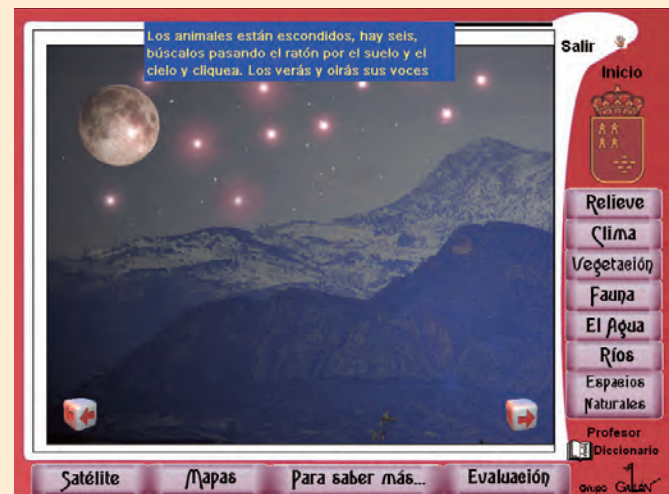 Los animales están escondidos, hay seis,
búscalos pasando el ratón por el suelo y el
cielo y cliquea. Los verás y oirás sus voces
Salir
Inicio
Relieve
Clima
Vegetación
Fauna
El Agua
Ríos
Espacios
Naturales
Profesor
Diccionario
Satélite
Mapas
Para saber más...
Evaluación
Grupo